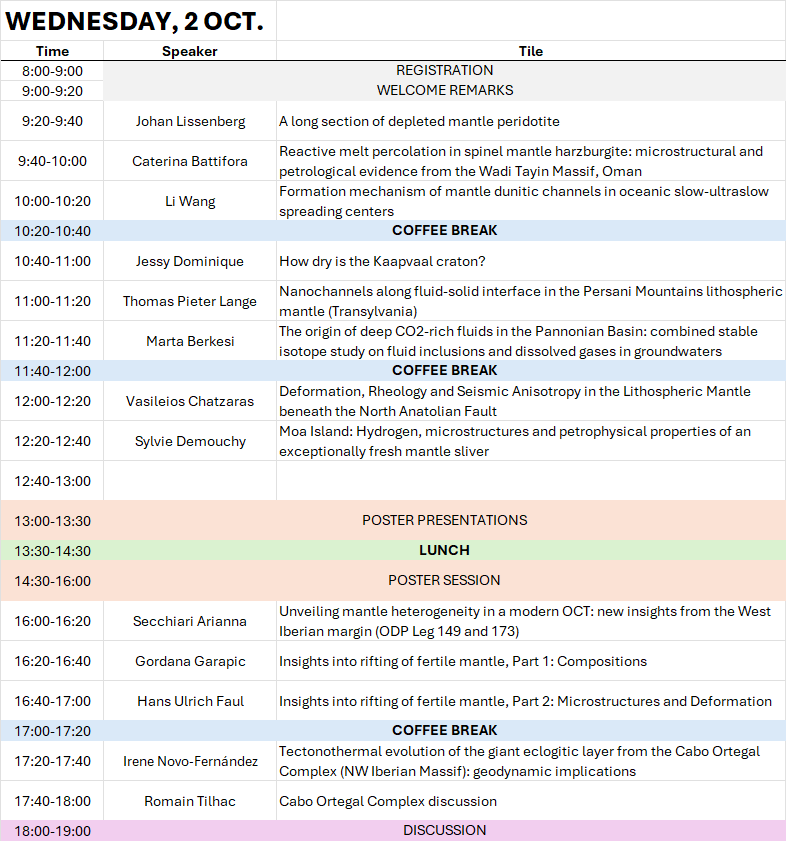 WEDNESDAY, 2 OCT.
Time Speaker Tile
8:00-9:00 REGISTRATION
9:00-9:20 WELCOME REMARKS
9:20-9:40 Johan Lissenberg A long section of depleted mantle peridotite
9:40-10:00 Caterina Battifora Reactive melt percolation in spinel mantle harzburgite: microstructural and
petrological evidence from the Wadi Tayin Massif, Oman
10:00-10:20 Li Wang Formation mechanism of mantle dunitic channels in oceanic slow-ultraslow
spreading centers
10:20-10:40 COFFEE BREAK
10:40-11:00 Jessy Dominique How dry is the Kaapvaal craton?
11:00-11:20 Thomas Pieter Lange Nanochannels along fluid-solid interface in the Persani Mountains lithospheric
mantle (Transylvania)
11:20-11:40 Marta Berkesi The origin of deep CO2-rich fluids in the Pannonian Basin: combined stable
isotope study on fluid inclusions and dissolved gases in groundwaters
11:40-12:00 COFFEE BREAK
12:00-12:20 Vasileios Chatzaras Deformation, Rheology and Seismic Anisotropy in the Lithospheric Mantle
beneath the North Anatolian Fault
12:20-12:40 Sylvie Demouchy Moa Island: Hydrogen, microstructures and petrophysical properties of an
exceptionally fresh mantle sliver
12:40-13:00
13:00-13:30 POSTER PRESENTATIONS
13:30-14:30 LUNCH
14:30-16:00 POSTER SESSION
16:00-16:20 Secchiari Arianna Unveiling mantle heterogeneity in a modern OCT: new insights from the West
Iberian margin (ODP Leg 149 and 173)
16:20-16:40 Gordana Garapic Insights into rifting of fertile mantle, Part 1: Compositions
16:40-17:00 Hans Ulrich Faul Insights into rifting of fertile mantle, Part 2: Microstructures and Deformation
17:00-17:20 COFFEE BREAK
17:20-17:40 Irene Novo-Fernández Tectonothermal evolution of the giant eclogitic layer from the Cabo Ortegal
Complex (NW Iberian Massif): geodynamic implications
17:40-18:00 Romain Tilhac Cabo Ortegal Complex discussion
18:00-19:00 DISCUSSION